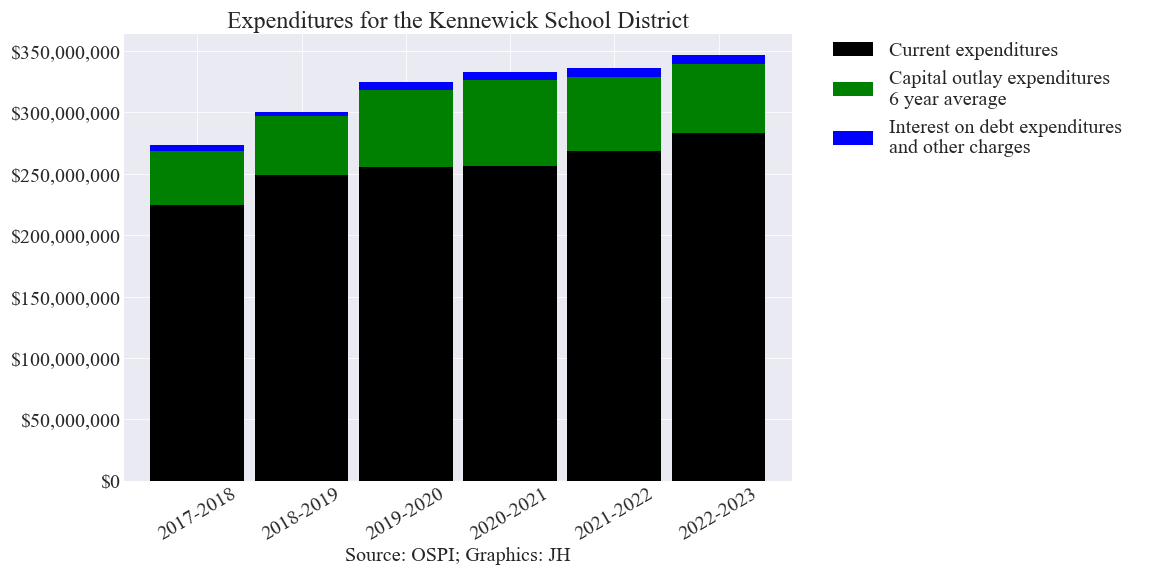 Expenditures for the Kennewick School District
$350,000,000
$300,000,000
$250,000,000
$200,000,000
$150,000,000
$100,000,000
$50,000,000
$0
2017-2018
2018-2019
2019-2020
2020-2021
2021-2022
2022-2023
Source: OSPI; Graphics: JH
Current expenditures
Capital outlay expenditures
6 year average
Interest on debt expenditures
and other charges